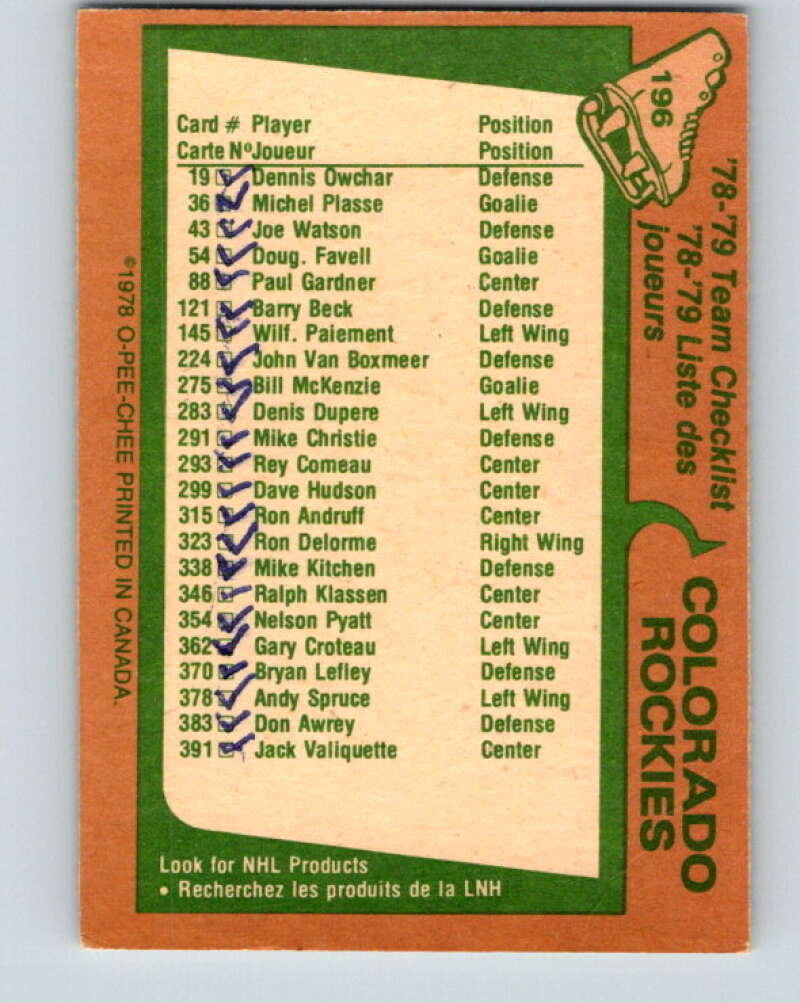 196
'78-'79 Team Checklist
'78-'79 Liste des
joueurs
COLORADO
ROCKIES
Card # Player Position
Carte Nº Joueur Position
19 Dennis Owchar Defense
36 Michel Plasse Goalie
43 Joe Watson Defense
54 Doug. Favell Goalie
88 Paul Gardner Center
121 Barry Beck Defense
145 Wilf. Paiement Left Wing
224 John Van Boxmeer Defense
275 Bill McKenzie Goalie
283 Denis Dupere Left Wing
291 Mike Christie Defense
293 Rey Comeau Center
299 Dave Hudson Center
315 Ron Andruff Center
323 Ron Delorme Right Wing
338 Mike Kitchen Defense
346 Ralph Klassen Center
354 Nelson Pyatt Center
362 Gary Croteau Left Wing
370 Bryan Lefley Defense
378 Andy Spruce Left Wing
383 Don Awrey Defense
391 Jack Valiquette Center
Look for NHL Products
• Recherchez les produits de la LNH
©1978 O-PEE-CHEE PRINTED IN CANADA.